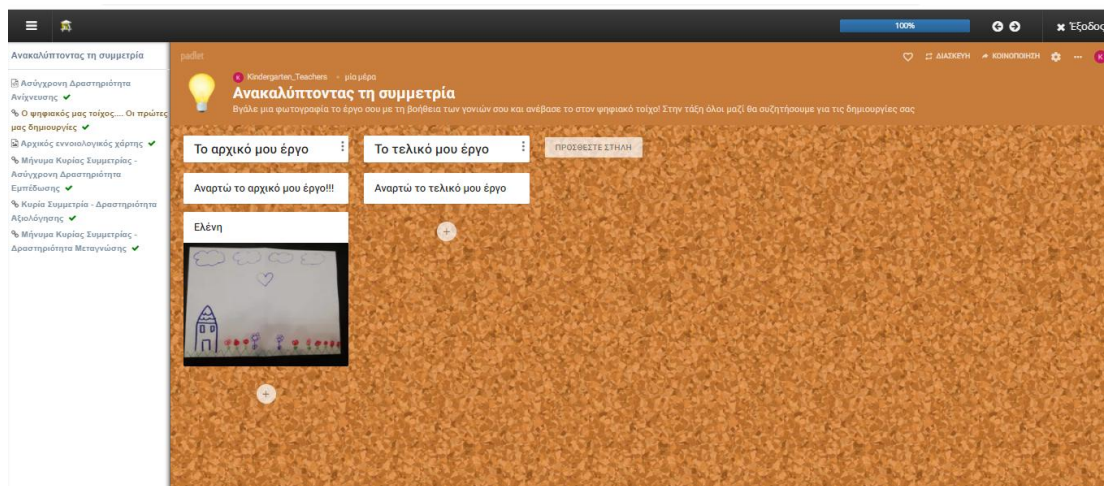 100%
Έξοδος
Ανακαλύπτοντας τη συμμετρία
Ασύγχρονη Δραστηριότητα
Ανίχνευσης
Ο ψηφιακός μας τοίχος.... Οι πρώτες
μας δημιουργίες
Αρχικός εννοιολογικός χάρτης
Μήνυμα Κυρίας Συμμετρίας -
Ασύγχρονη Δραστηριότητα
Εμπέδωσης
Κυρία Συμμετρία - Δραστηριότητα
Αξιολόγησης
Μήνυμα Κυρίας Συμμετρίας -
Δραστηριότητα Μεταγνώσης
padlet
ΔΙΑΣΚΕΥΗ
ΚΟΙΝΟΠΟΙΗΣΗ
K
K Kindergarten_Teachers • μία μέρα
Ανακαλύπτοντας τη συμμετρία
Βγάλε μια φωτογραφία το έργο σου με τη βοήθεια των γονιών σου και ανέβασε το στον ψηφιακό τοίχο! Στην τάξη όλοι μαζί θα συζητήσουμε για τις δημιουργίες σας
Το αρχικό μου έργο
Αναρτώ το αρχικό μου έργο!!!
Ελένη
Το τελικό μου έργο
Αναρτώ το τελικό μου έργο
ΠΡΟΣΘΕΣΤΕ ΣΤΗΛΗ